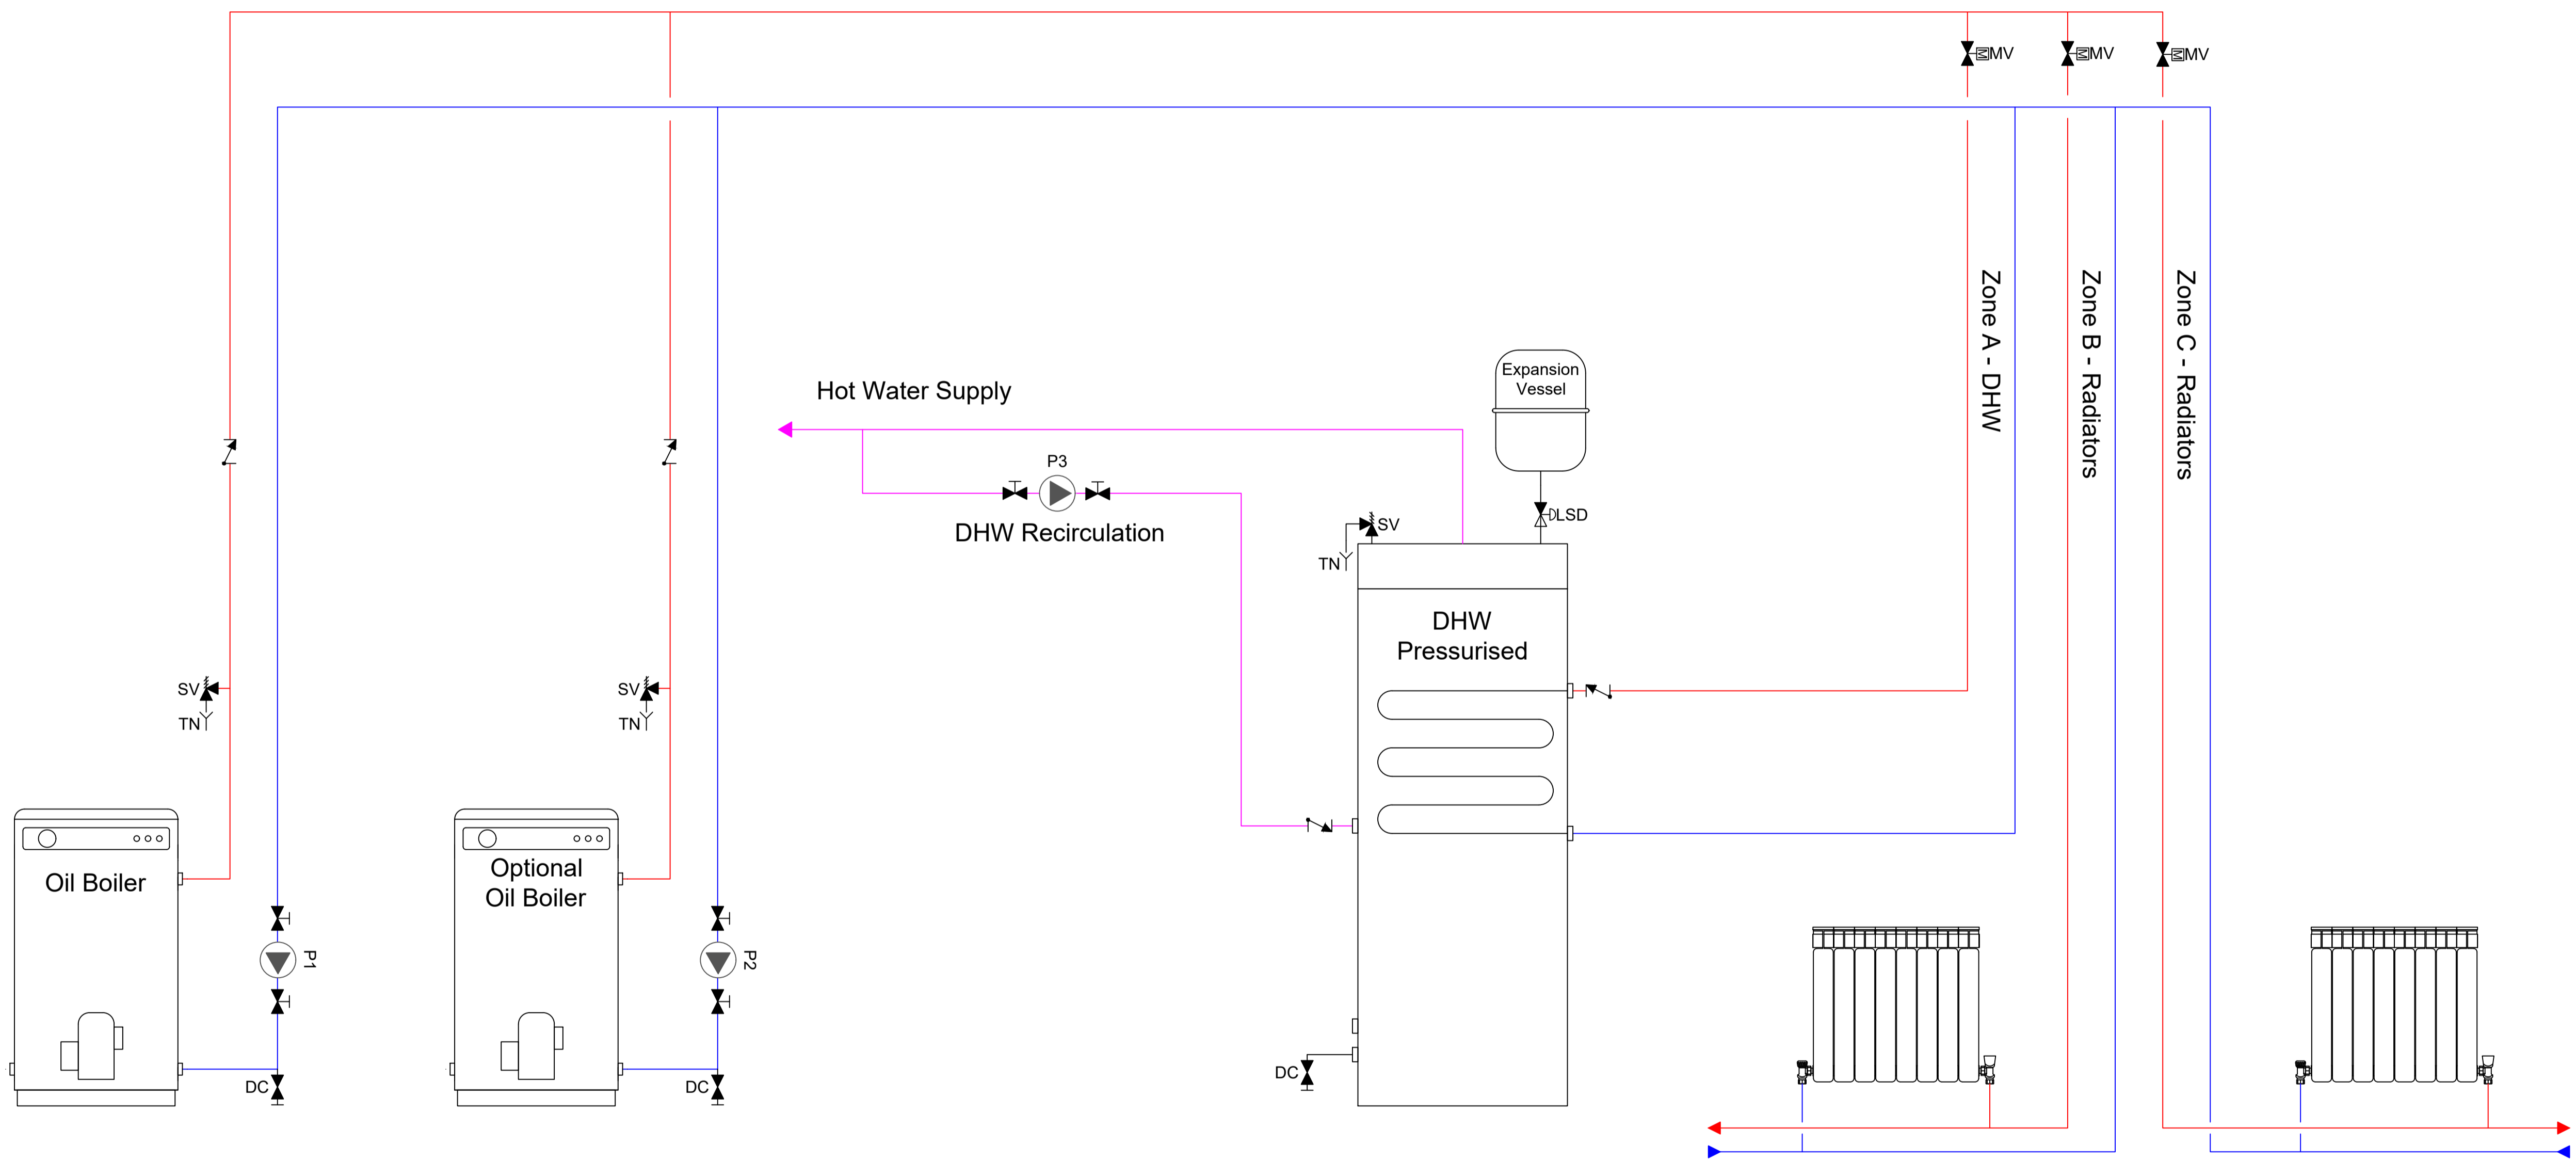 MV
MV
MV
Zone A - DHW
Zone B - Radiators
Zone C - Radiators
Expansion
Vessel
Hot Water Supply
P3
DHW Recirculation
LSD
SV
TN
DHW
Pressurised
SV
TN
SV
TN
Oil Boiler
Optional
Oil Boiler
P1
P2
DC
DC
DC
M
M
M